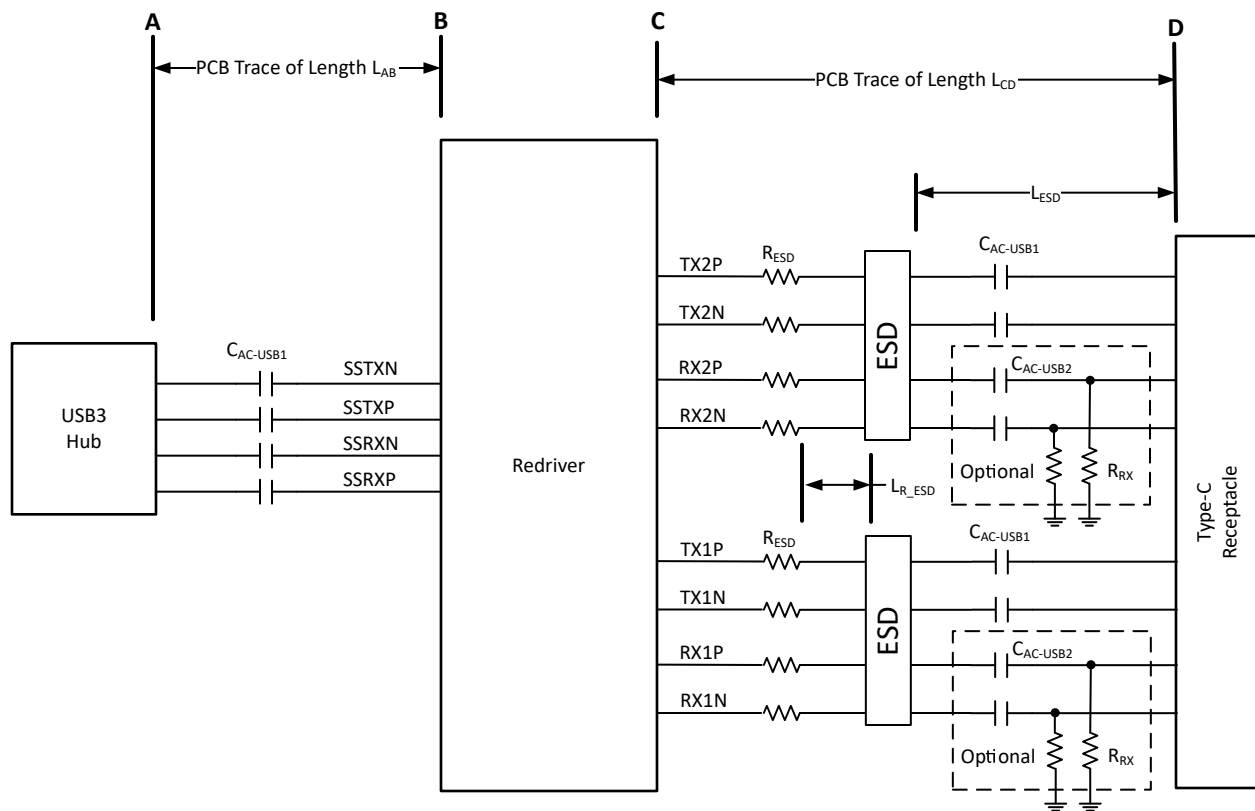 A
B
C
D
PCB Trace of Length LAB
PCB Trace of Length LCD
LESD
CAC-USB1
RESD
TX2P
TX2N
RX2P
RX2N
ESD
CAC-USB2
Optional
RRX
CAC-USB1
SSTXN
SSTXP
SSRXN
SSRXP
USB3
Hub
Redriver
LR_ESD
Type-C
Receptacle
CAC-USB1
RESD
TX1P
TX1N
RX1P
RX1N
ESD
CAC-USB2
Optional
RRX